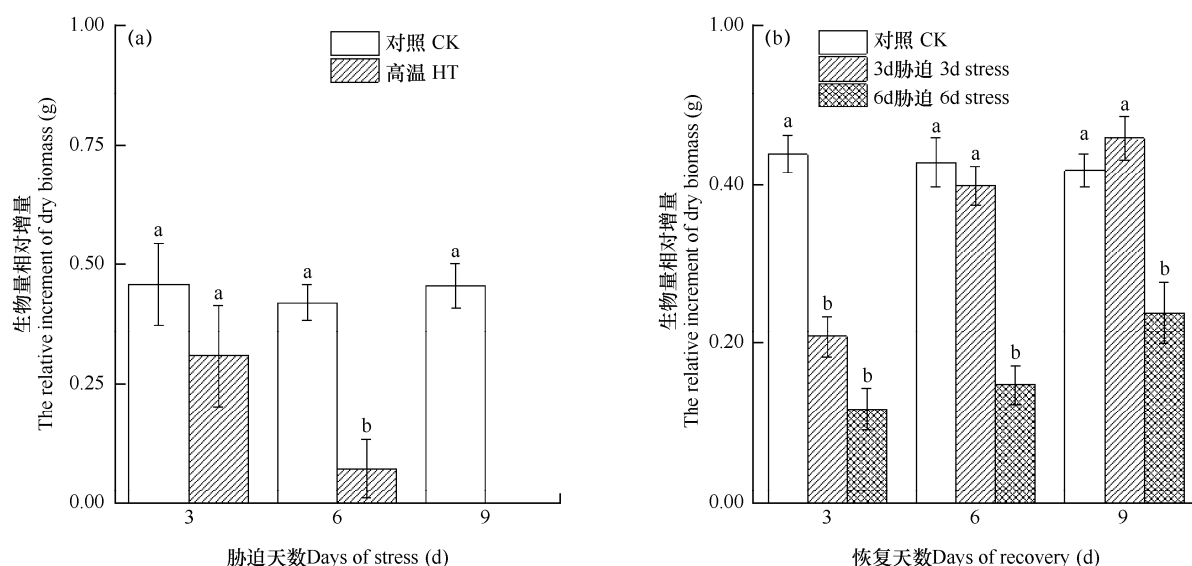 1.00
0.75
0.50
0.25
0.00
(a)
对照 CK
高温 HT
a
a
a
b
a
3
6
9
胁迫天数Days of stress (d)
生物量相对增量
The relative increment of dry biomass (g)
1.00
0.40
0.20
0.00
(b)
对照 CK
3d胁迫 3d stress
6d胁迫 6d stress
a
b
b
a
a
b
a
a
b
3
6
9
恢复天数Days of recovery (d)
生物量相对增量
The relative increment of dry biomass (g)